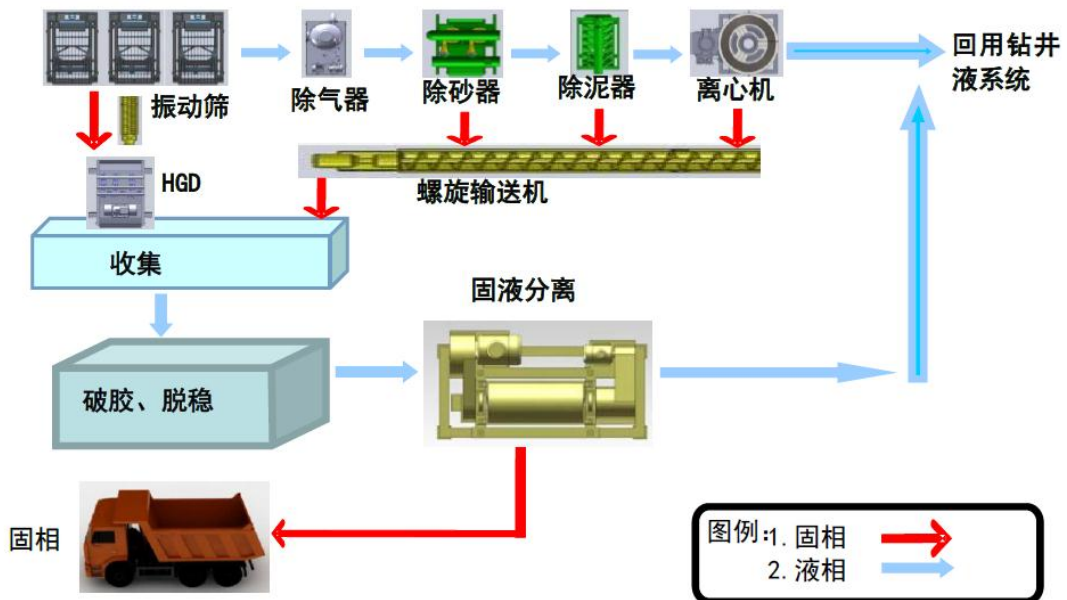 振动筛
除气器
除砂器
除泥器
离心机
回用钻井
液系统
HGD
螺旋输送机
收集
固液分离
破胶、脱稳
固相
图例:1. 固相
2. 液相